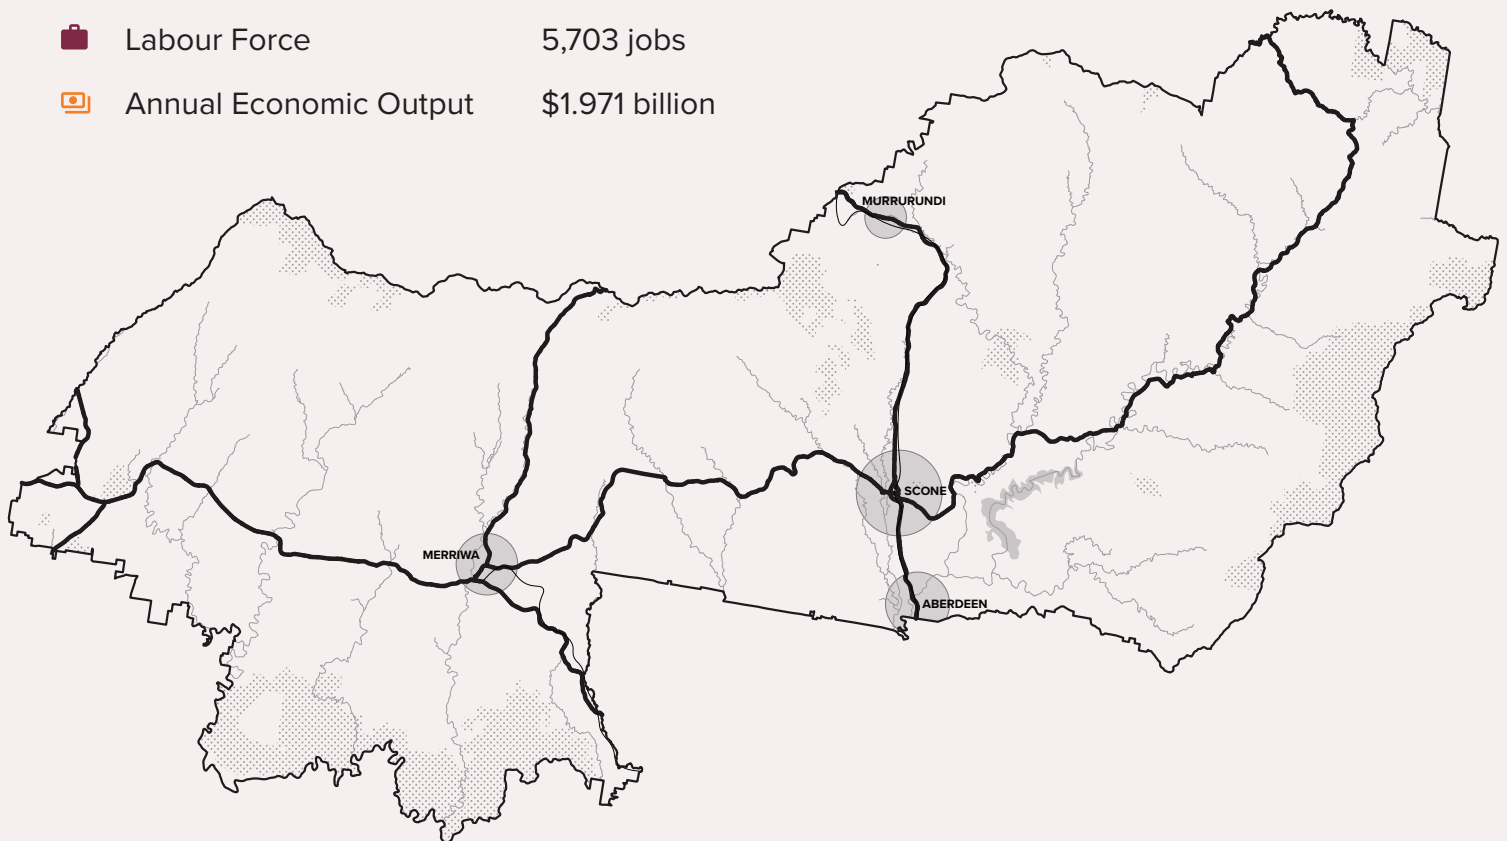 Labour Force 5,703 jobs
Annual Economic Output $1.971 billion
MURRURUNDI
SCONE
MERRIWA
ABERDEEN